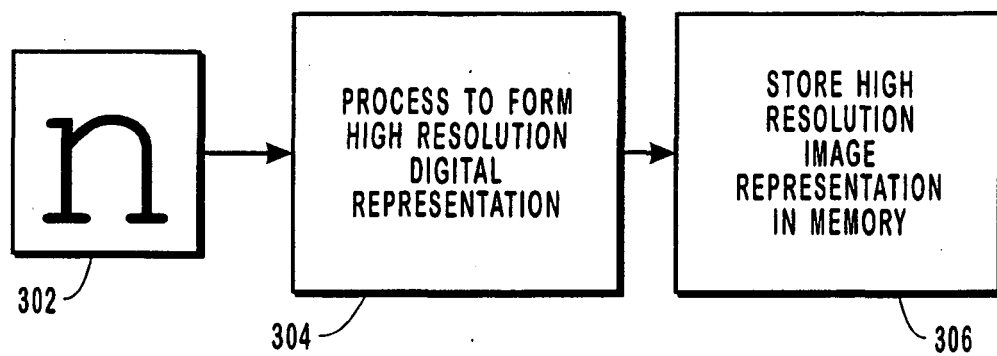 n
PROCESS TO FORM
HIGH RESOLUTION
DIGITAL
REPRESENTATION
STORE HIGH
RESOLUTION
IMAGE
REPRESENTATION
IN MEMORY
302
304
306